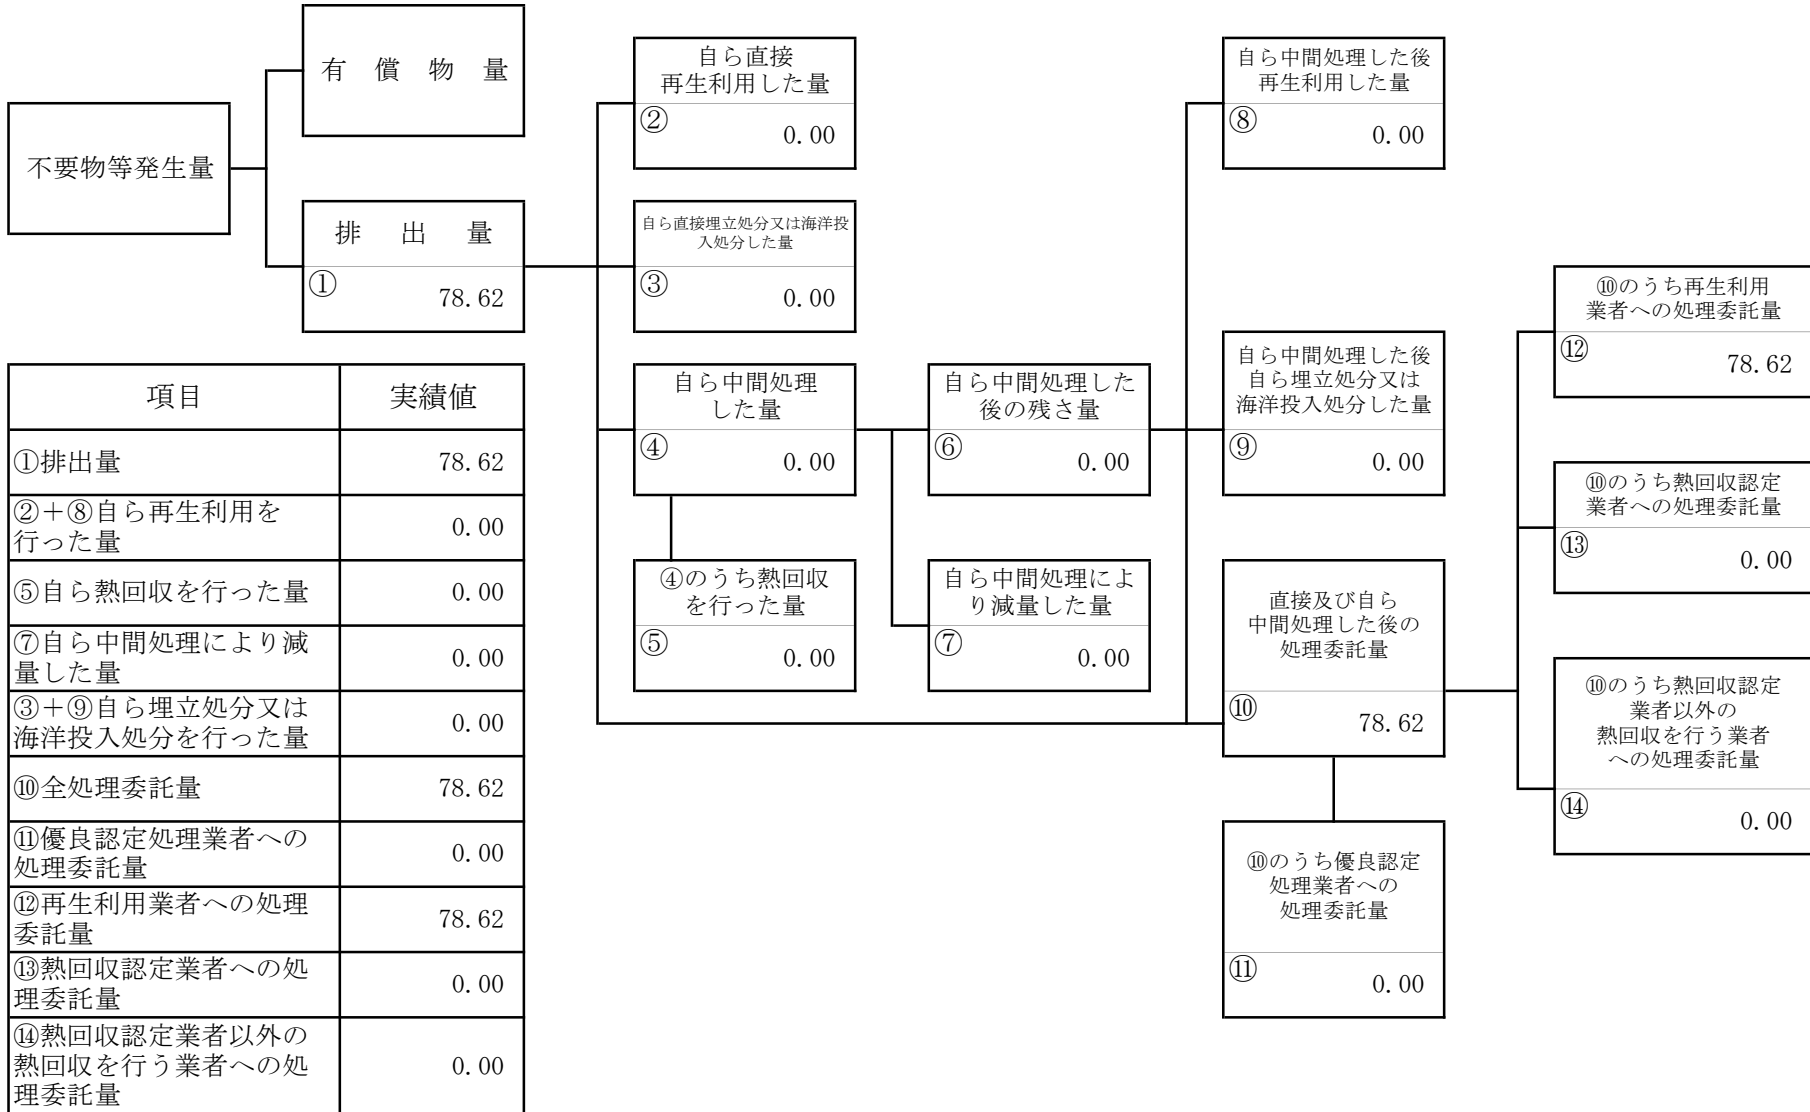 不要物等発生量
有　償　物　量
排　出　量
①
78.62
自ら直接
再生利用した量
②
0.00
自ら直接埋立処分又は海洋投
入処分した量
③
0.00
自ら中間処理
した量
④
0.00
④のうち熱回収
を行った量
⑤
0.00
自ら中間処理した
後の残さ量
⑥
0.00
自ら中間処理によ
り減量した量
⑦
0.00
自ら中間処理した後
再生利用した量
⑧
0.00
自ら中間処理した後
自ら埋立処分又は
海洋投入処分した量
⑨
0.00
直接及び自ら
中間処理した後の
処理委託量
⑩
78.62
⑩のうち優良認定
処理業者への
処理委託量
⑪
0.00
⑩のうち再生利用
業者への処理委託量
⑫
78.62
⑩のうち熱回収認定
業者への処理委託量
⑬
0.00
⑩のうち熱回収認定
業者以外の
熱回収を行う業者
への処理委託量
⑭
0.00
項目 実績値
①排出量 78.62
②＋⑧自ら再生利用を
行った量 0.00
⑤自ら熱回収を行った量 0.00
⑦自ら中間処理により減
量した量 0.00
③＋⑨自ら埋立処分又は
海洋投入処分を行った量 0.00
⑩全処理委託量 78.62
⑪優良認定処理業者への
処理委託量 0.00
⑫再生利用業者への処理
委託量 78.62
⑬熱回収認定業者への処
理委託量 0.00
⑭熱回収認定業者以外の
熱回収を行う業者への処
理委託量 0.00